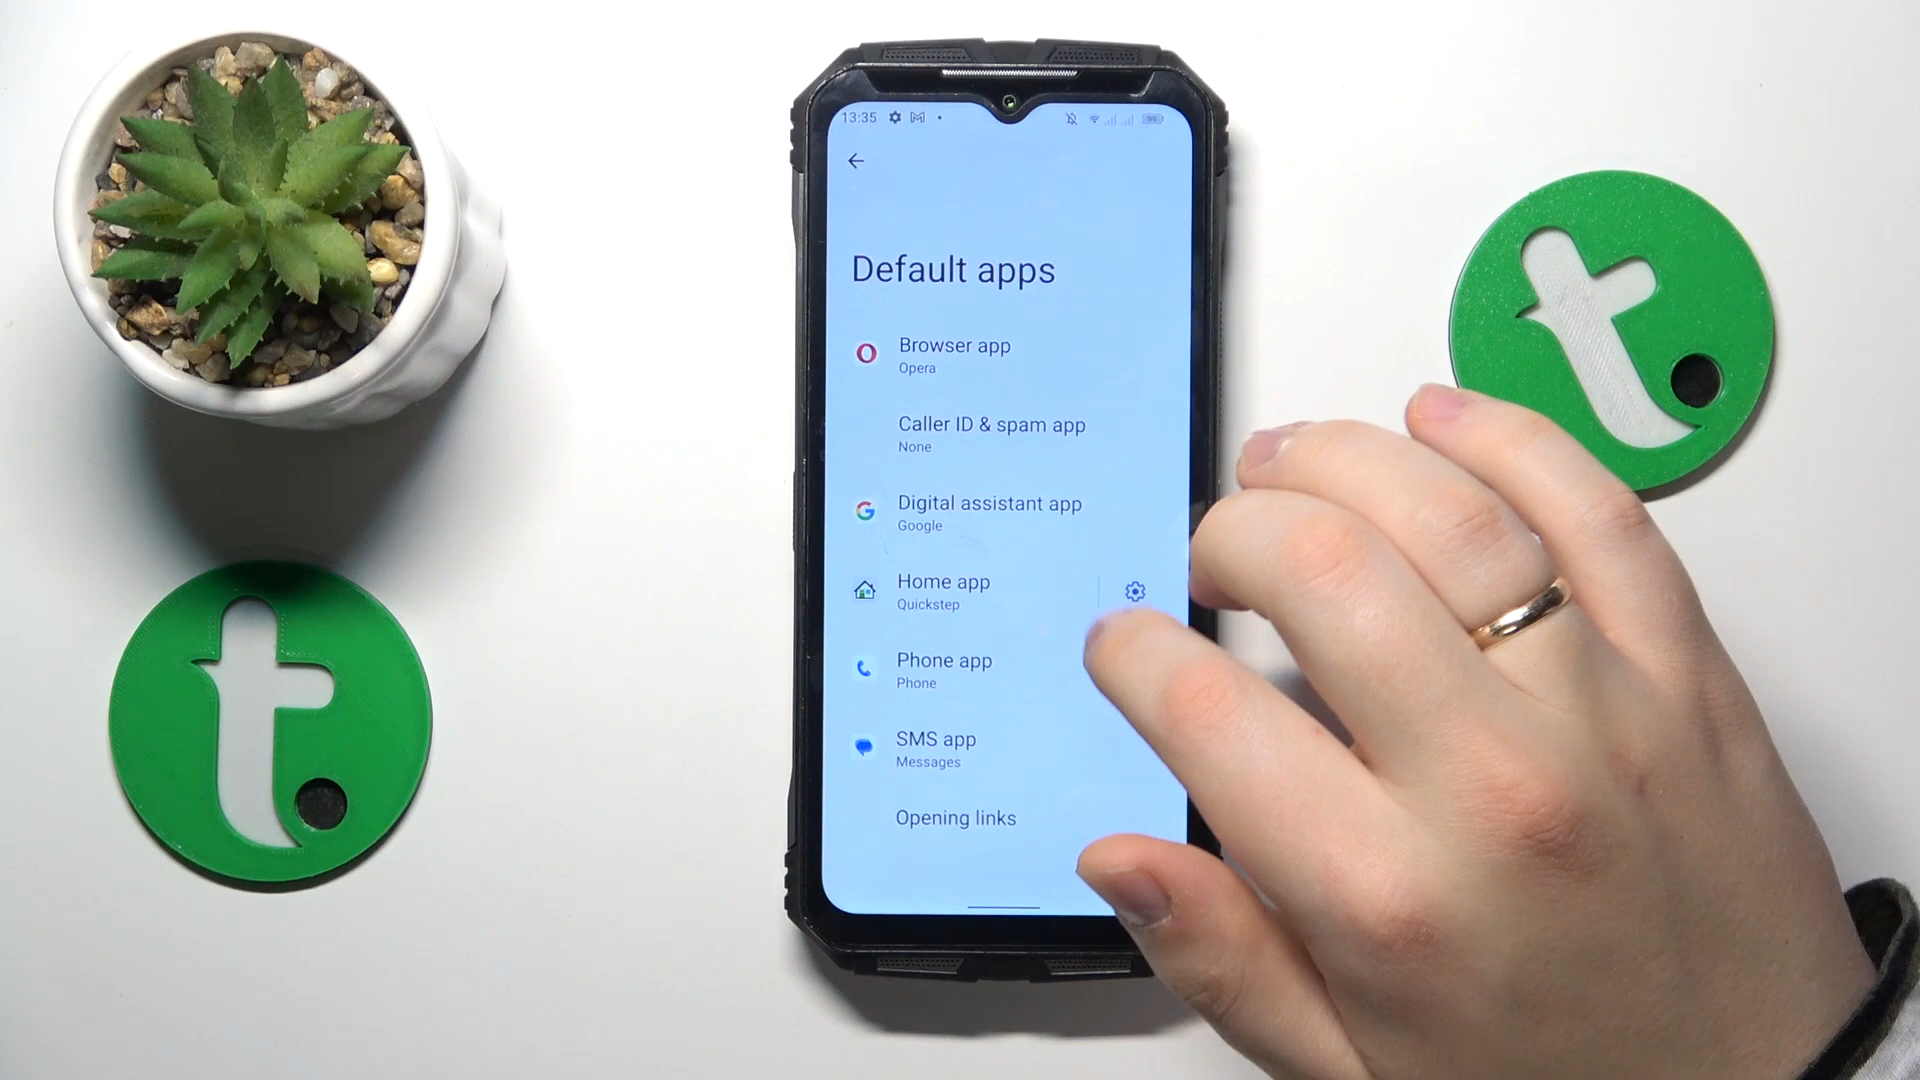 13:35
99
Default apps
Browser app
Opera
Caller ID & spam app
None
Digital assistant app
Google
Home app
Quickstep
Phone app
Phone
SMS app
Messages
Opening links
t.
t.